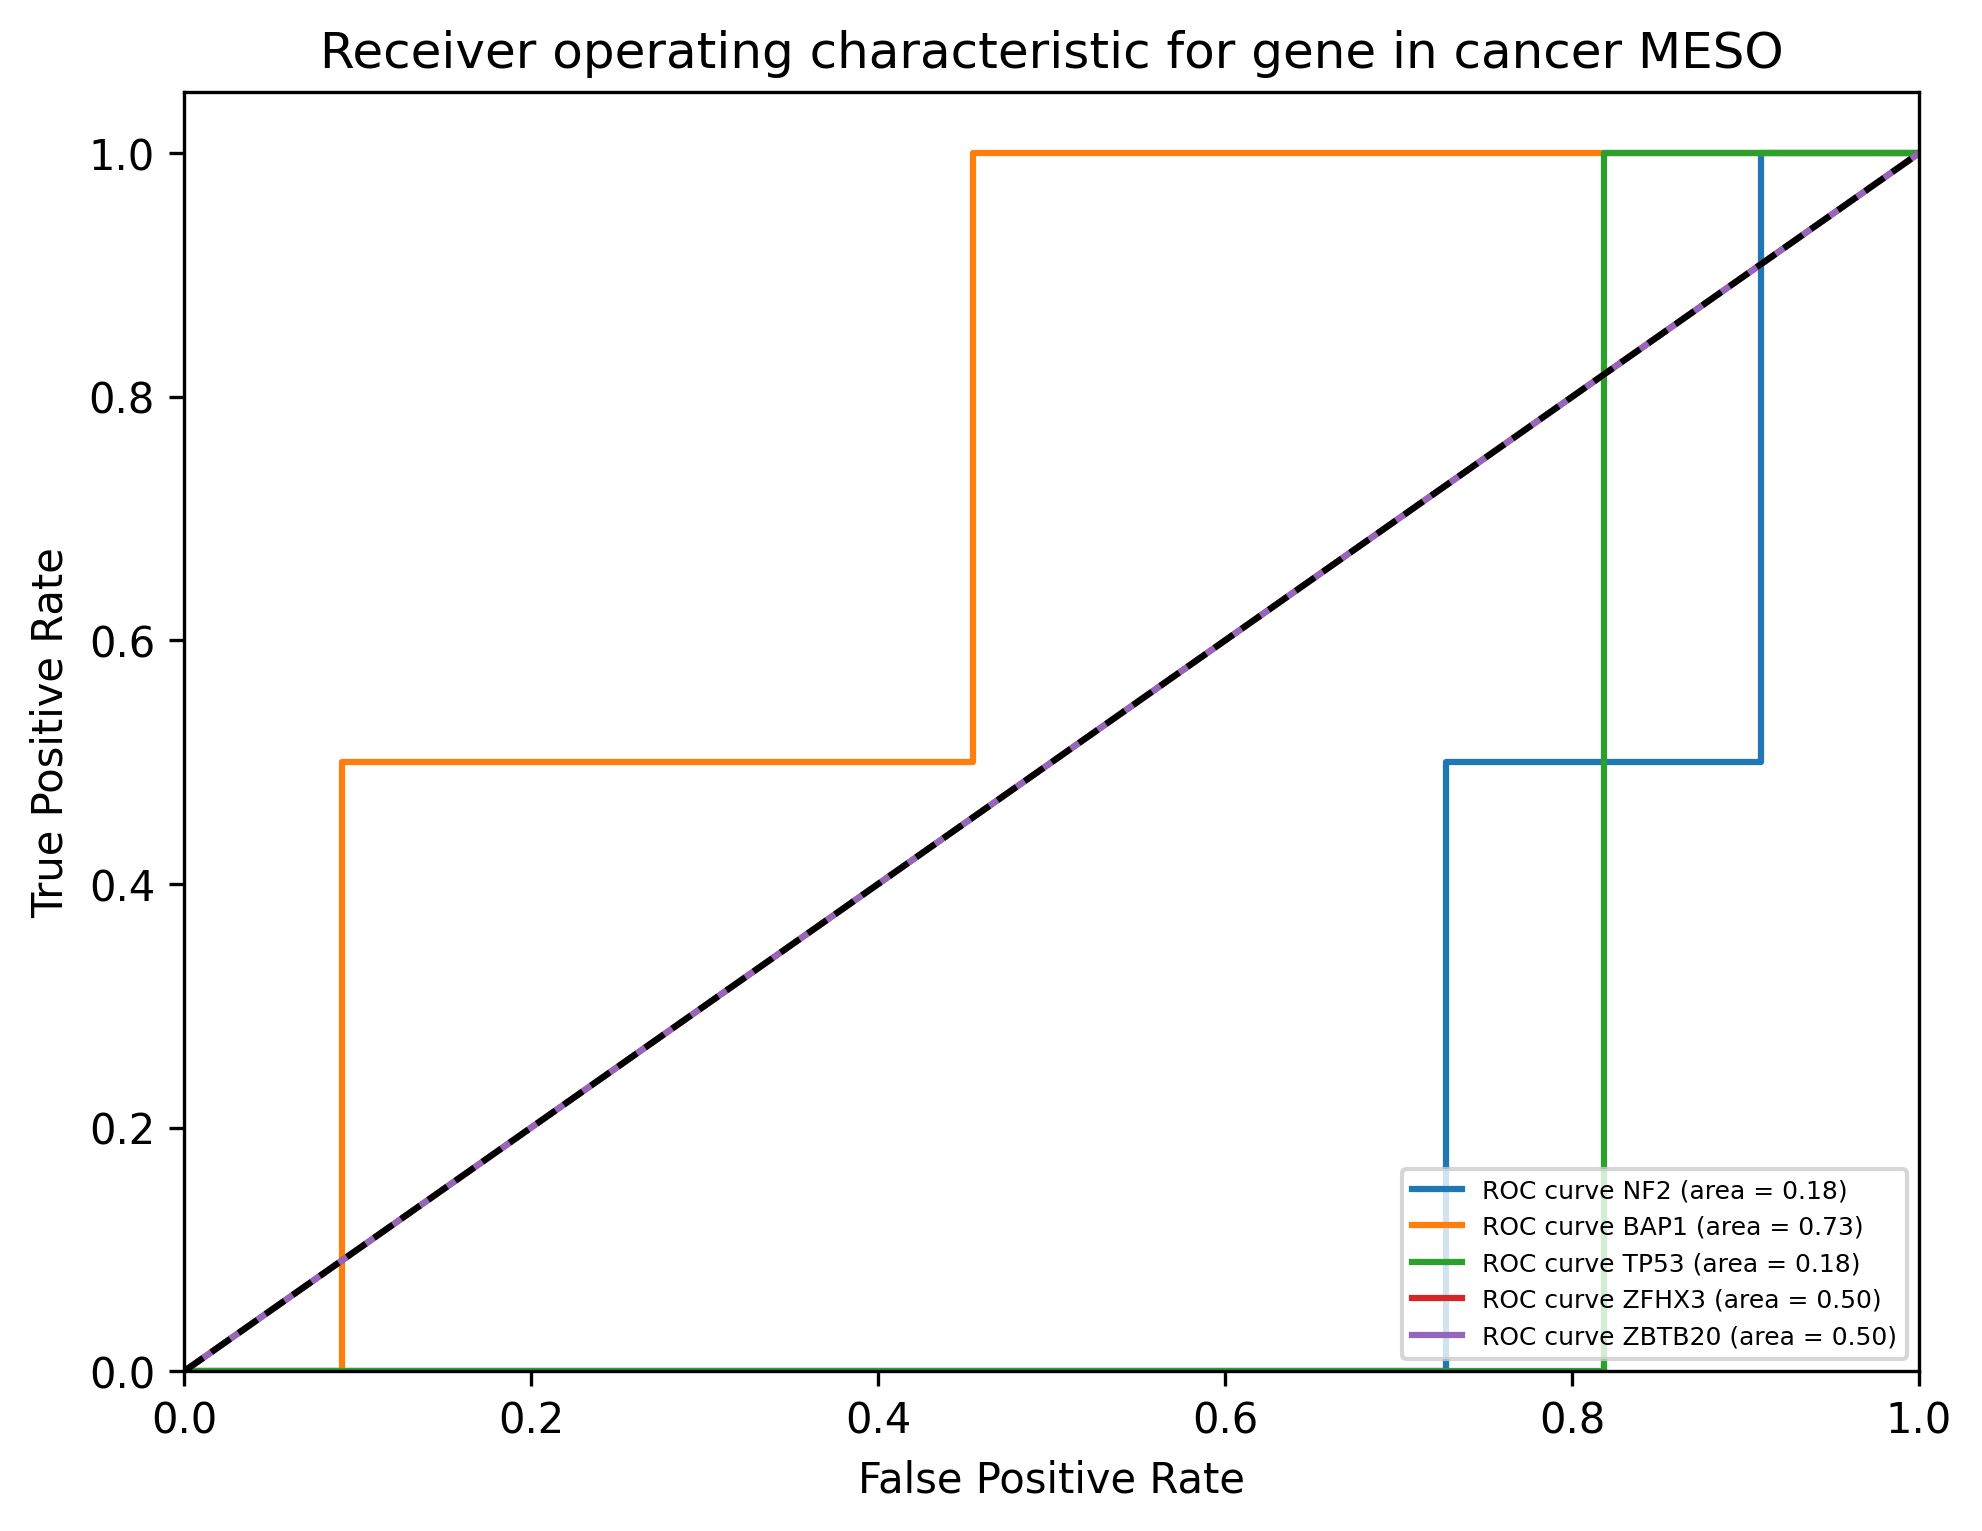 Receiver operating characteristic for gene in cancer MESO
1.0
0.8
0.6
0.4
0.2
0.0
True Positive Rate
ROC curve NF2 (area = 0.18)
ROC curve BAP1 (area = 0.73)
ROC curve TP53 (area = 0.18)
ROC curve ZFHX3 (area = 0.50)
ROC curve ZBTB20 (area = 0.50)
0.0 0.2 0.4 0.6 0.8 1.0
False Positive Rate